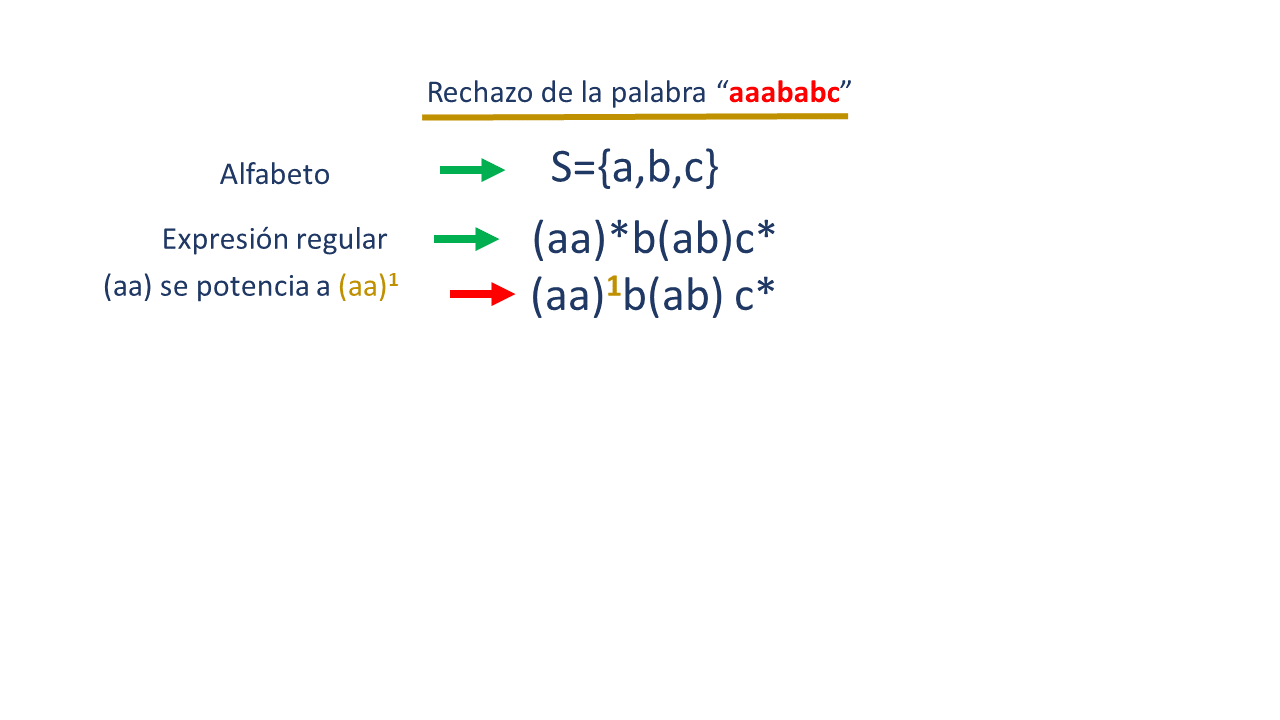 Rechazo de la palabra “aaababc”
Alfabeto S={a,b,c}
Expresión regular (aa)*b(ab)c*
(aa) se potencia a (aa)¹ (aa)¹b(ab) c*